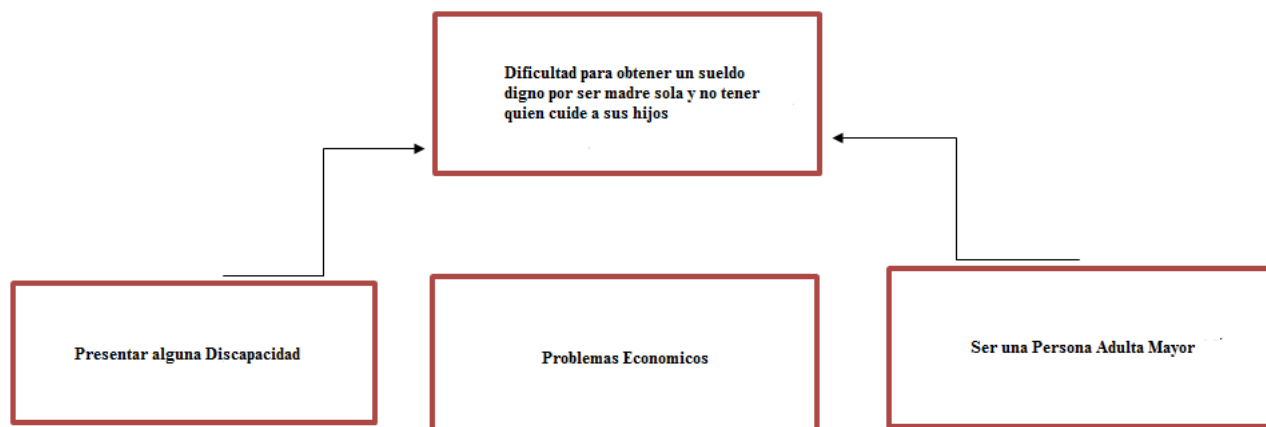 Dificultad para obtener un sueldo
digno por ser madre sola y no tener
quien cuide a sus hijos
Presentar alguna Discapacidad
Problemas Economicos
Ser una Persona Adulta Mayor